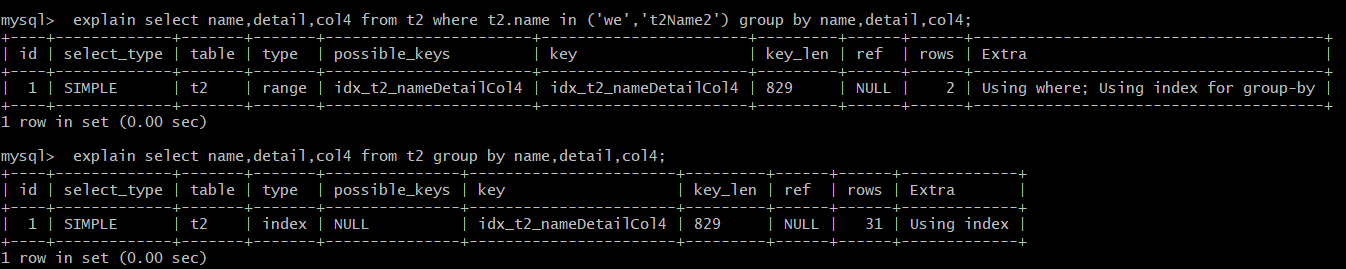 mysql>  explain select name,detail,col4 from t2 where t2.name in ('we','t2Name2') group by name,detail,col4;
+----+-------------+-------+-------+-----------------------+-----------------------+---------+------+------+---------------------------------------+
| id | select_type | table | type  | possible_keys         | key                   | key_len | ref  | rows | Extra                                 |
+----+-------------+-------+-------+-----------------------+-----------------------+---------+------+------+---------------------------------------+
|  1 | SIMPLE      | t2    | range | idx_t2_nameDetailCol4 | idx_t2_nameDetailCol4 | 829     | NULL |    2 | Using where; Using index for group-by |
+----+-------------+-------+-------+-----------------------+-----------------------+---------+------+------+---------------------------------------+
1 row in set (0.00 sec)
mysql>  explain select name,detail,col4 from t2 group by name,detail,col4;
+----+-------------+-------+-------+---------------+-----------------------+---------+------+------+-------------+
| id | select_type | table | type  | possible_keys | key                   | key_len | ref  | rows | Extra       |
+----+-------------+-------+-------+---------------+-----------------------+---------+------+------+-------------+
|  1 | SIMPLE      | t2    | index | NULL          | idx_t2_nameDetailCol4 | 829     | NULL |   31 | Using index |
+----+-------------+-------+-------+---------------+-----------------------+---------+------+------+-------------+
1 row in set (0.00 sec)